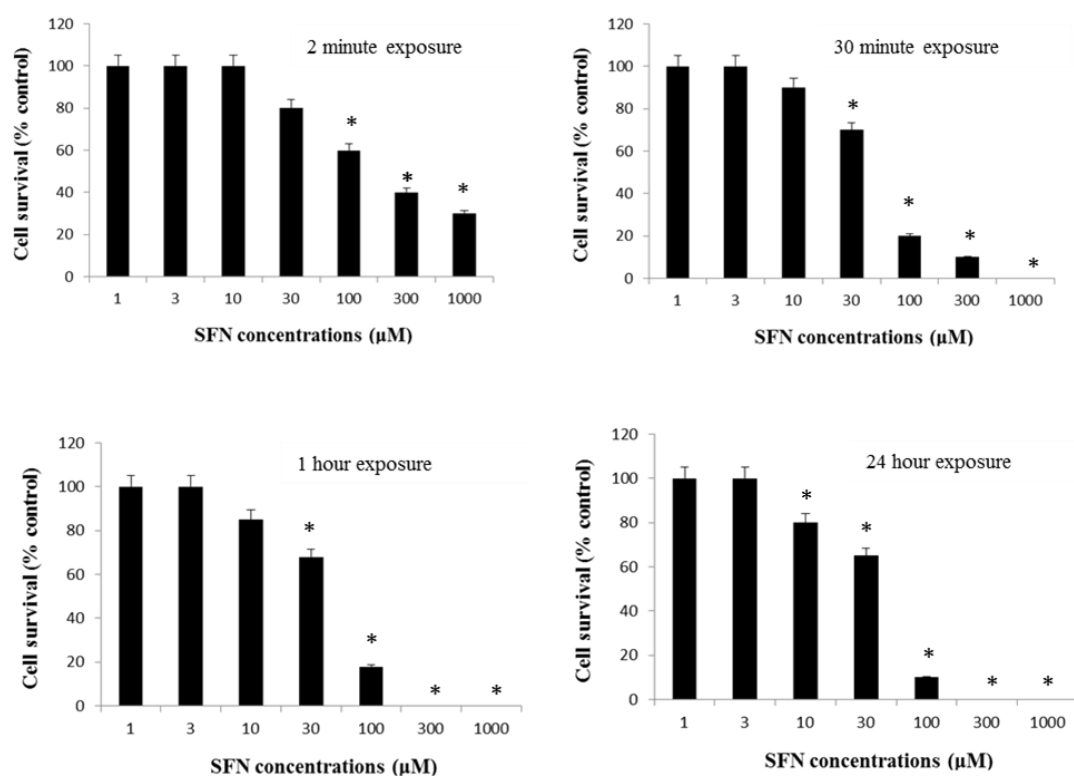 2 minute exposure
Cell survival (% control)
120
100
80
60
40
20
0
* * *
1 3 10 30 100 300 1000
SFN concentrations (µM)
30 minute exposure
Cell survival (% control)
120
100
80
60
40
20
0
* * * *
1 3 10 30 100 300 1000
SFN concentrations (µM)
1 hour exposure
Cell survival (% control)
120
100
80
60
40
20
0
* * * *
1 3 10 30 100 300 1000
SFN concentrations (µM)
24 hour exposure
Cell survival (% control)
120
100
80
60
40
20
0
* * * * *
1 3 10 30 100 300 1000
SFN concentrations (µM)